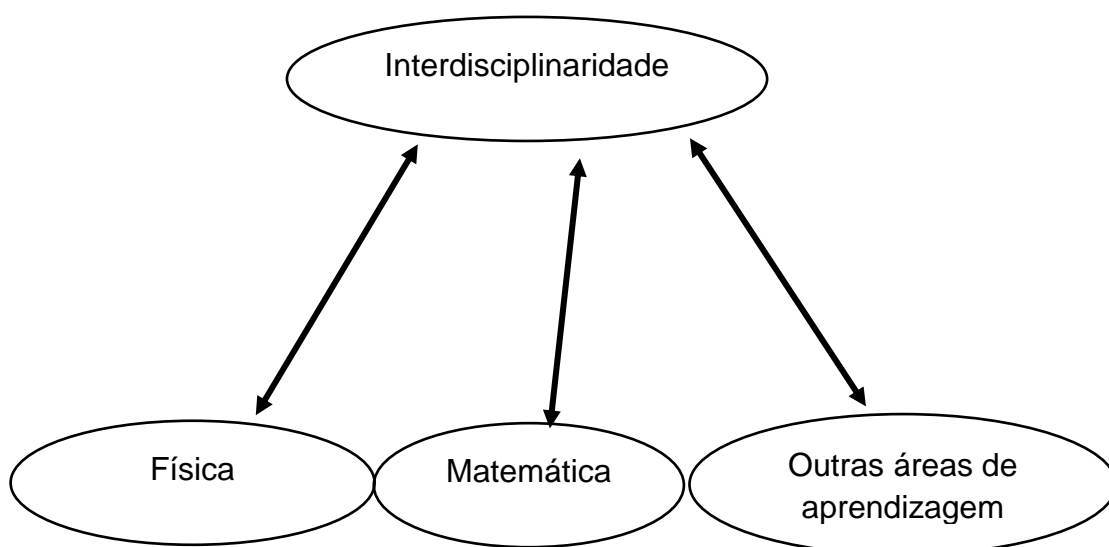 Interdisciplinaridade
Física
Matemática
Outras áreas de
aprendizagem